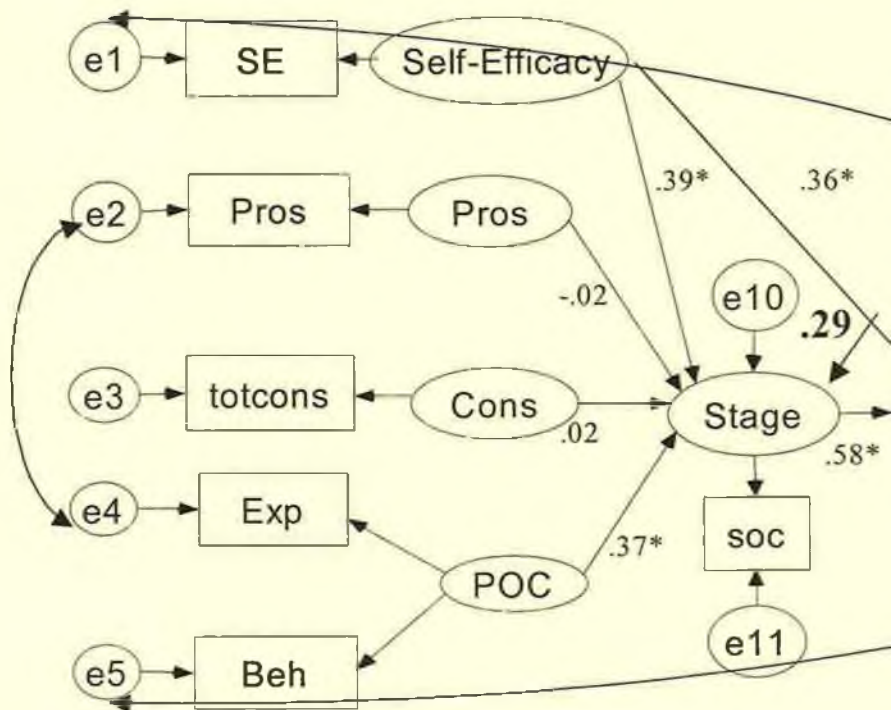 e1
SE
Self-Efficacy
.39*
.36*
e2
Pros
Pros
-.02
e10
.29
e3
totcons
Cons
.02
Stage
.58*
e4
Exp
.37*
POC
soc
e5
Beh
e11